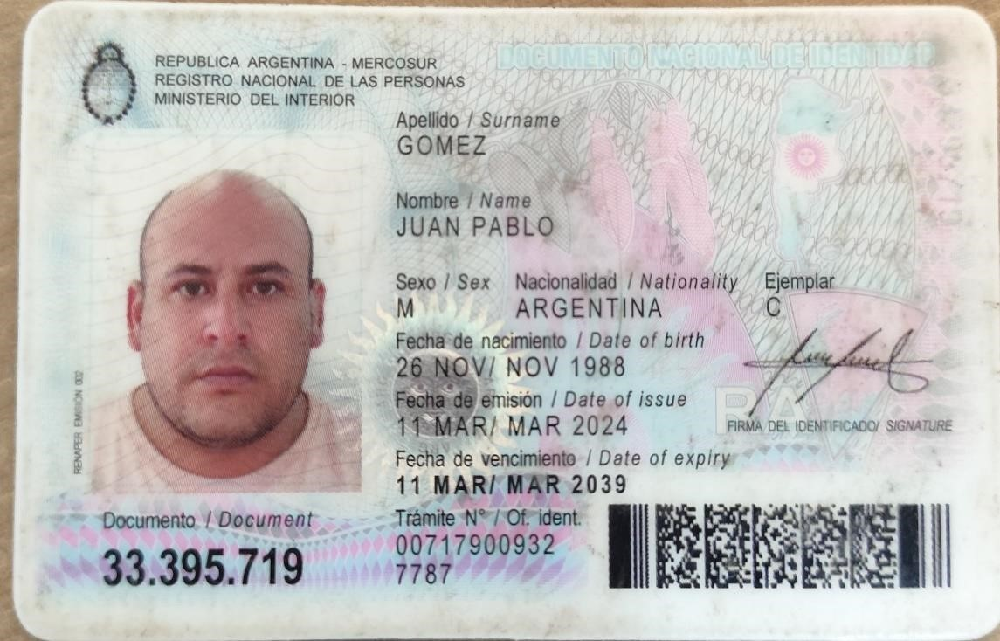 REPUBLICA ARGENTINA - MERCOSUR
REGISTRO NACIONAL DE LAS PERSONAS
MINISTERIO DEL INTERIOR
DOCUMENTO NACIONAL DE IDENTIDAD
Apellido / Surname
GOMEZ
Nombre / Name
JUAN PABLO
Sexo / Sex Nacionalidad / Nationality Ejemplar
M ARGENTINA C
Fecha de nacimiento / Date of birth
26 NOV/ NOV 1988
Fecha de emisión / Date of issue
11 MAR/ MAR 2024
RA
FIRMA DEL IDENTIFICADO/ SIGNATURE
Fecha de vencimiento / Date of expiry
11 MAR/ MAR 2039
RENAPER EMISION 002
Documento / Document
33.395.719
Trámite N° / Of. ident.
00717900932
7787